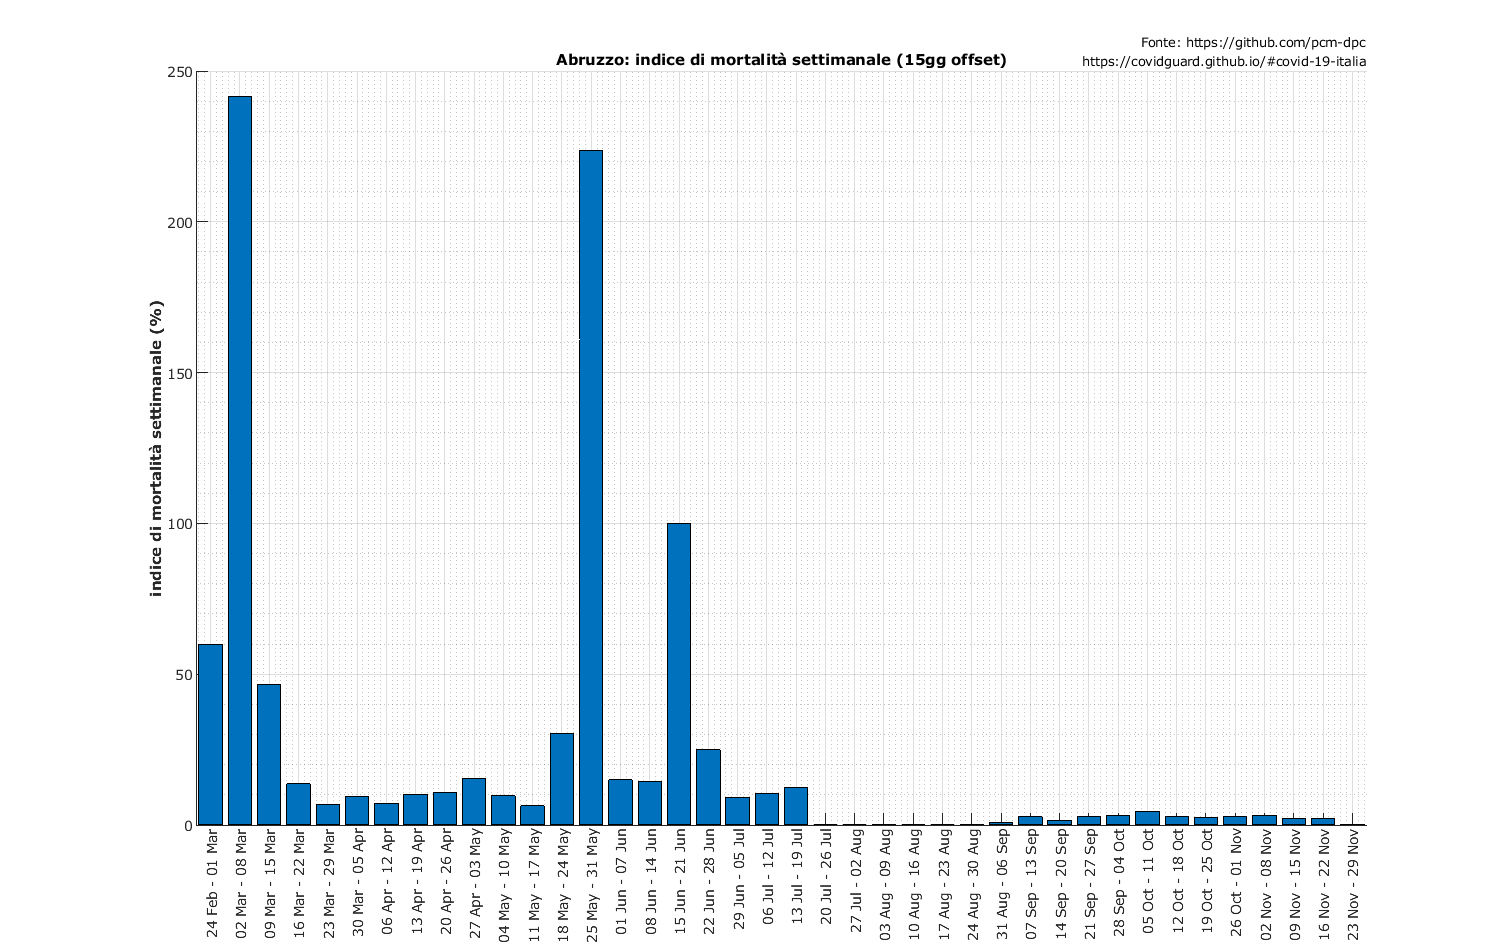 Fonte: https://github.com/pcm-dpc
https://covidguard.github.io/#covid-19-italia
Abruzzo: indice di mortalità settimanale (15gg offset)
indice di mortalità settimanale (%)
250
200
150
100
50
0
24 Feb - 01 Mar
02 Mar - 08 Mar
09 Mar - 15 Mar
16 Mar - 22 Mar
23 Mar - 29 Mar
30 Mar - 05 Apr
06 Apr - 12 Apr
13 Apr - 19 Apr
20 Apr - 26 Apr
27 Apr - 03 May
04 May - 10 May
11 May - 17 May
18 May - 24 May
25 May - 31 May
01 Jun - 07 Jun
08 Jun - 14 Jun
15 Jun - 21 Jun
22 Jun - 28 Jun
29 Jun - 05 Jul
06 Jul - 12 Jul
13 Jul - 19 Jul
20 Jul - 26 Jul
27 Jul - 02 Aug
03 Aug - 09 Aug
10 Aug - 16 Aug
17 Aug - 23 Aug
24 Aug - 30 Aug
31 Aug - 06 Sep
07 Sep - 13 Sep
14 Sep - 20 Sep
21 Sep - 27 Sep
28 Sep - 04 Oct
05 Oct - 11 Oct
12 Oct - 18 Oct
19 Oct - 25 Oct
26 Oct - 01 Nov
02 Nov - 08 Nov
09 Nov - 15 Nov
16 Nov - 22 Nov
23 Nov - 29 Nov